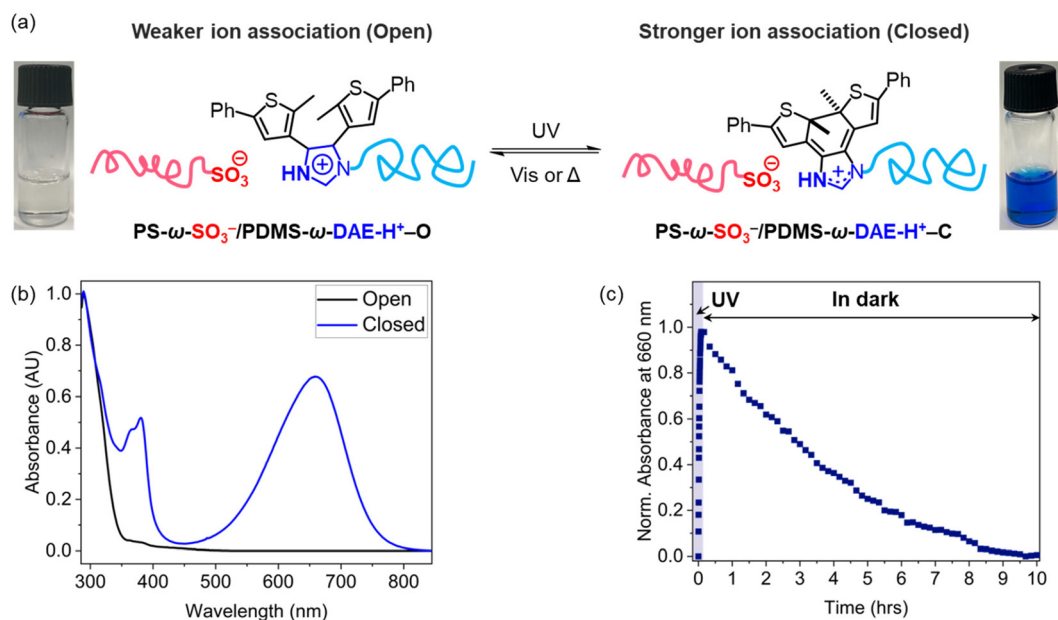 (a)
Weaker ion association (Open)
Stronger ion association (Closed)
Ph
S
S
Ph
HN
+
N
SO3
−
UV
Vis or Δ
Ph
S
S
Ph
HN
+
N
SO3
−
PS-ω-SO3−/PDMS-ω-DAE-H+–O
PS-ω-SO3−/PDMS-ω-DAE-H+–C
(b)
Open
Closed
Absorbance (AU)
1.0
0.8
0.6
0.4
0.2
0.0
300 400 500 600 700 800
Wavelength (nm)
(c)
UV
In dark
Norm. Absorbance at 660 nm
1.0
0.8
0.6
0.4
0.2
0.0
0 1 2 3 4 5 6 7 8 9 10
Time (hrs)